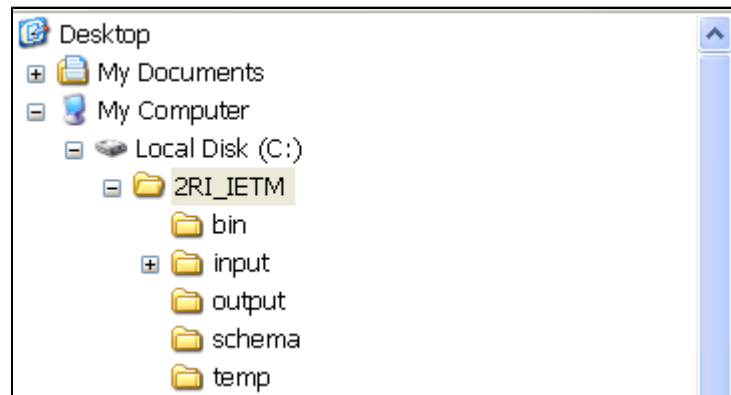 Desktop
My Documents
My Computer
Local Disk (C:)
2RI_IETM
bin
input
output
schema
temp